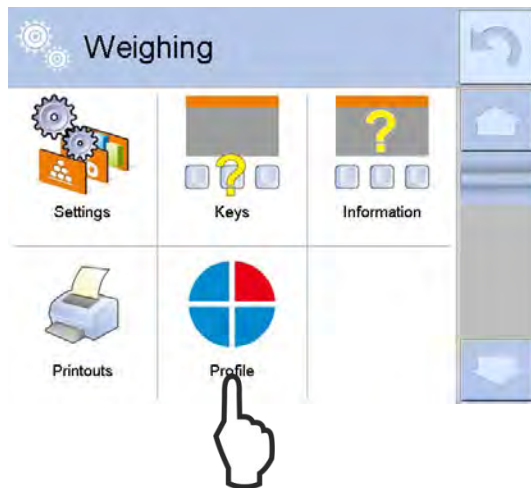 Weighing
Settings
Keys
Information
Printouts
Profile